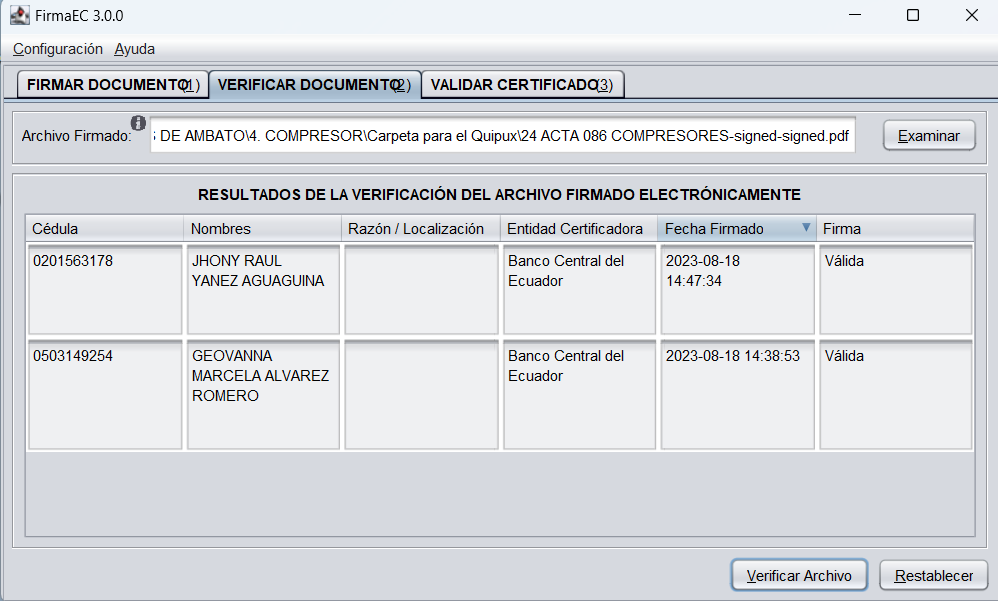 FirmaEC 3.0.0
Configuración Ayuda
FIRMAR DOCUMENTO(1) VERIFICAR DOCUMENTO(2) VALIDAR CERTIFICADO(3)
Archivo Firmado: DE AMBATO\4. COMPRESOR\Carpeta para el Quipux\24 ACTA 086 COMPRESORES-signed-signed.pdf Examinar
RESULTADOS DE LA VERIFICACIÓN DEL ARCHIVO FIRMADO ELECTRÓNICAMENTE
Cédula Nombres Razón / Localización Entidad Certificadora Fecha Firmado Firma
0201563178 JHONY RAUL Banco Central del 2023-08-18 Válida
YANEZ AGUAGUINA Ecuador 14:47:34
0503149254 GEOVANNA Banco Central del 2023-08-18 14:38:53 Válida
MARCELA ALVAREZ Ecuador
ROMERO
Verificar Archivo Restablecer